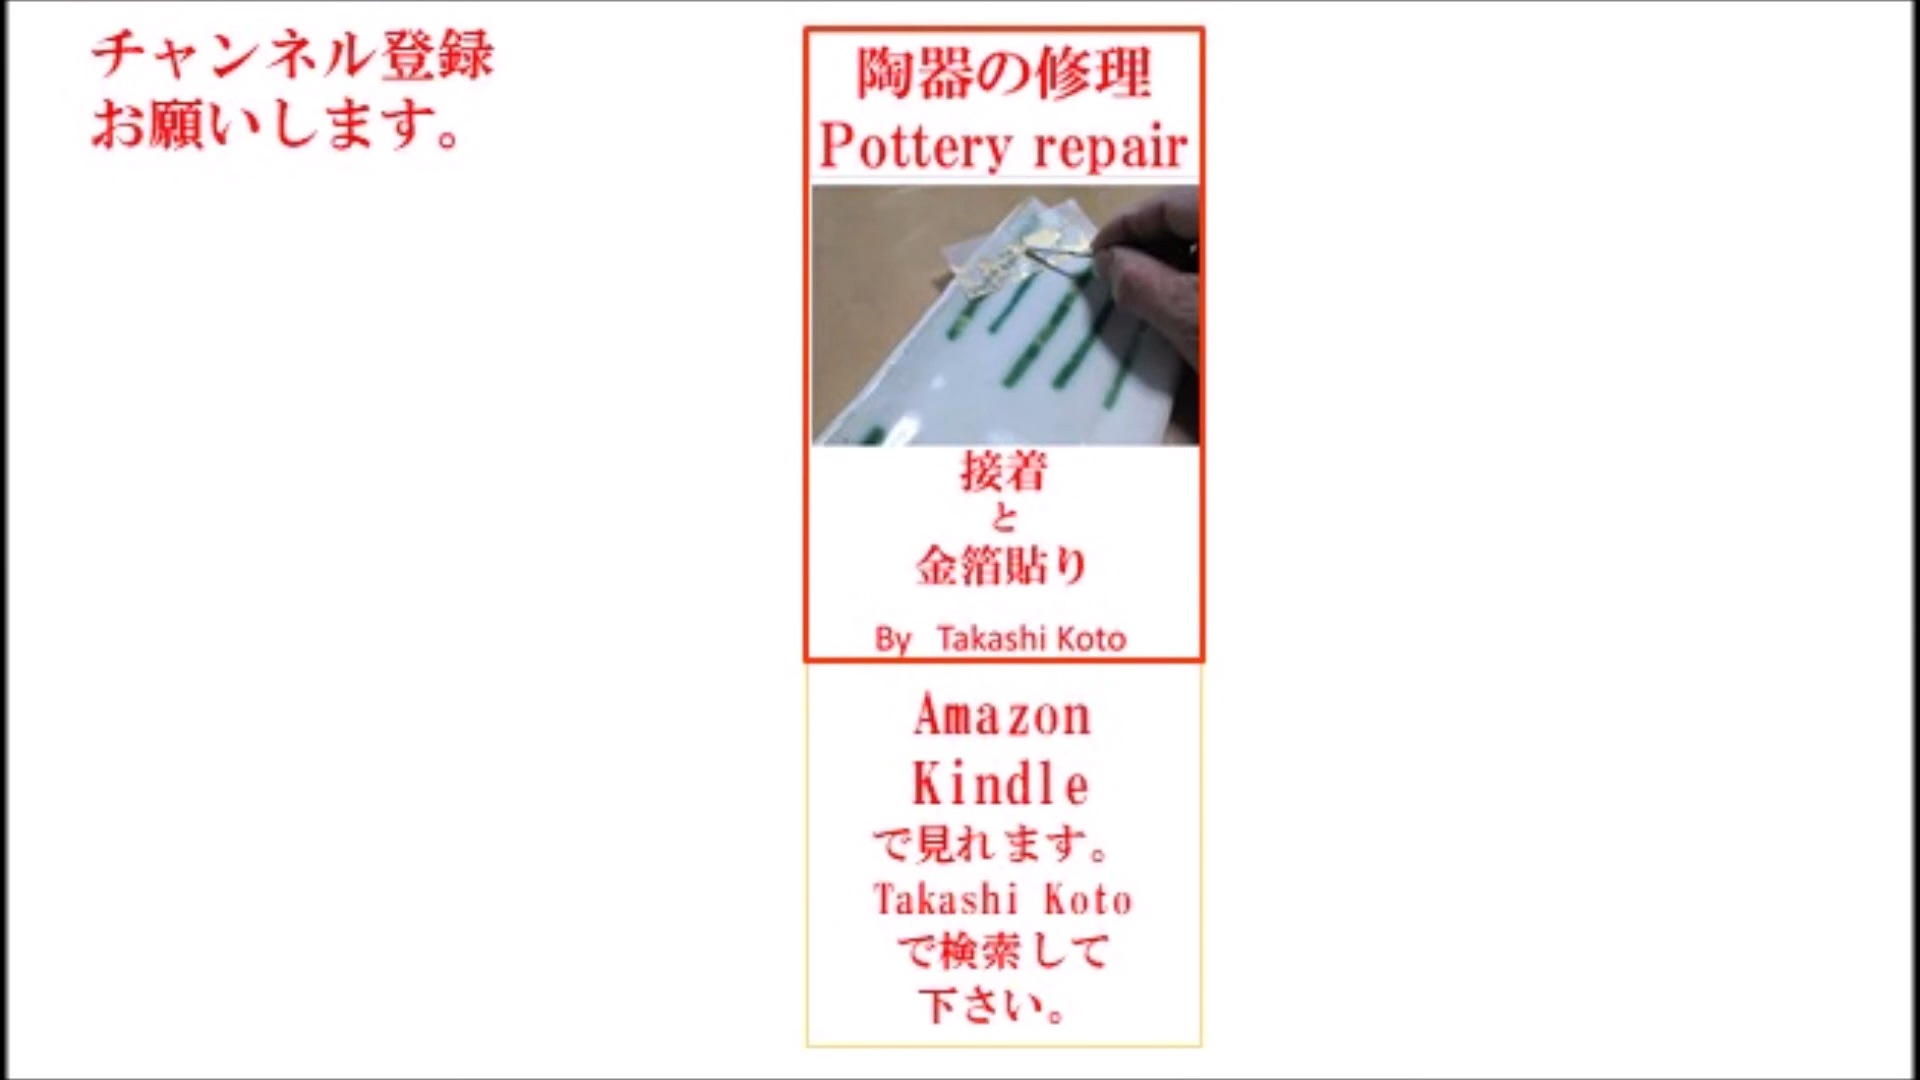 チャンネル登録
お願いします。
陶器の修理
Pottery repair
接着
と
金箔貼り
By Takashi Koto
Amazon
Kindle
で見れます。
Takashi Koto
で検索して
下さい。